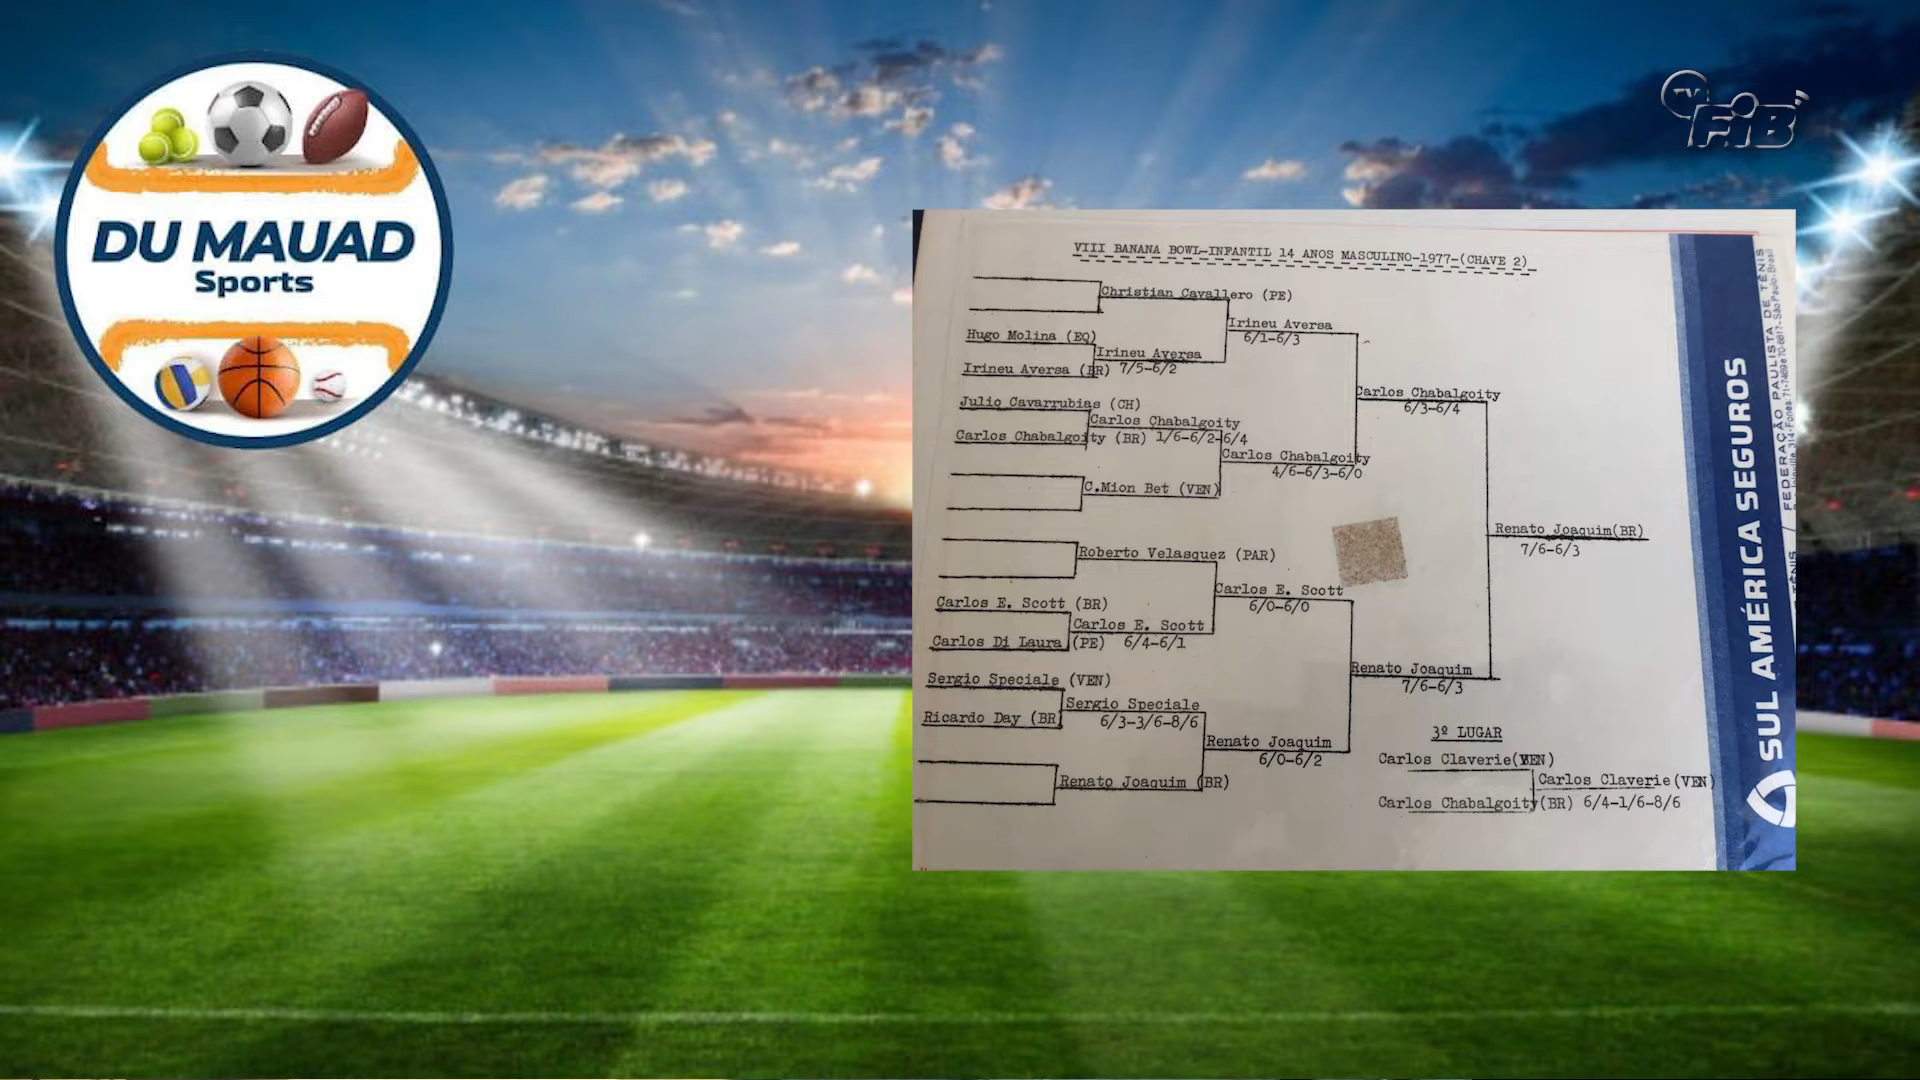 DU MAUAD
Sports
TV FiB
VIII BANANA BOWL-INFANTIL 14 ANOS MASCULINO-1977-(CHAVE 2)
Christian Cavallero (PE)
Irineu Aversa
6/1-6/3
Hugo Molina (EQ)
Irineu Aversa
Irineu Aversa (BR) 7/5-6/2
Carlos Chabalgoity
6/3-6/4
Julio Cavarrubias (CH)
Carlos Chabalgoity
Carlos Chabalgoity (BR) 1/6-6/2-6/4
Carlos Chabalgoity
4/6-6/3-6/0
C.Mion Bet (VEN)
Renato Joaquim(BR)
7/6-6/3
Roberto Velasquez (PAR)
Carlos E. Scott
6/0-6/0
Carlos E. Scott (BR)
Carlos E. Scott
Carlos Di Laura (PE) 6/4-6/1
Renato Joaquim
7/6-6/3
Sergio Speciale (VEN)
Sergio Speciale
Ricardo Day (BR 6/3-3/6-8/6
Renato Joaquim
6/0-6/2
Renato Joaquim (BR)
3º LUGAR
Carlos Claverie(VEN)
Carlos Claverie(VEN)
Carlos Chabalgoity(BR) 6/4-1/6-8/6
SUL AMÉRICA SEGUROS
FEDERAÇÃO PAULISTA DE TÊNIS